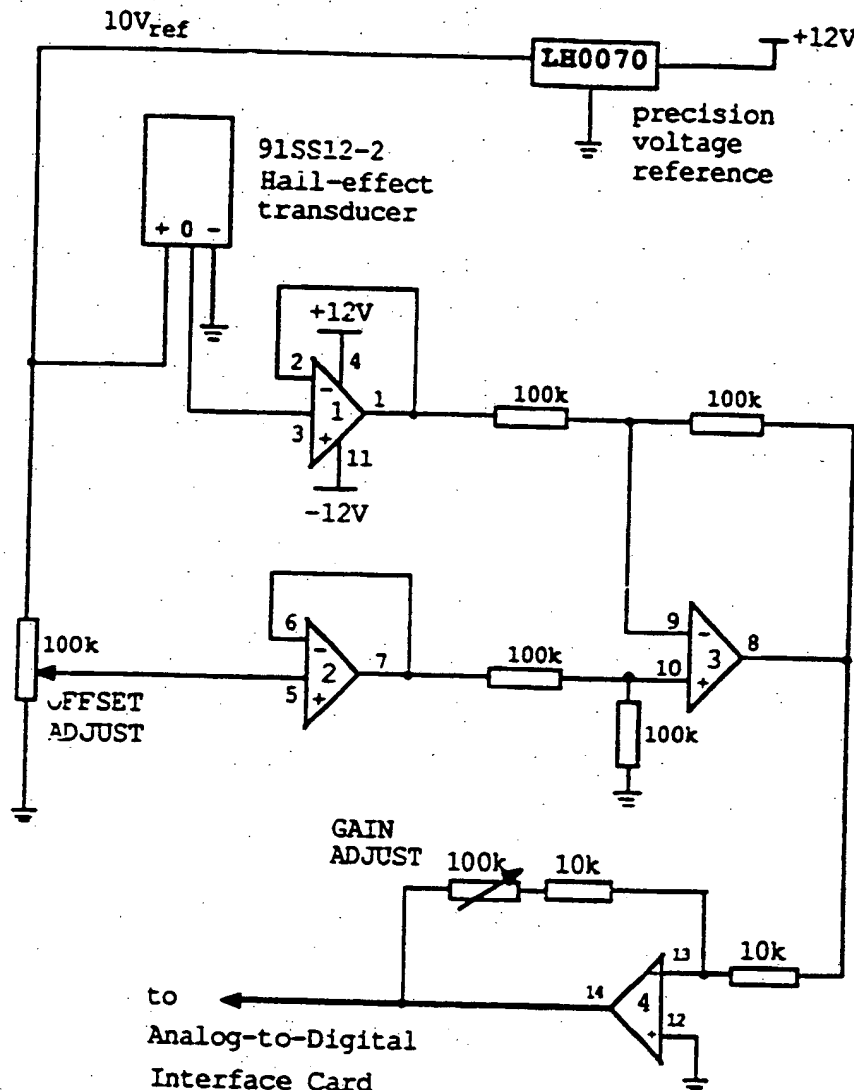 10Vref
LH0070
+12V
precision
voltage
reference
91SS12-2
Hall-effect
transducer
+ 0 -
+12V
2
4
-
1
1
3
+
11
-12V
100k
100k
6
-
2
7
5
+
100k
OFFSET
ADJUST
100k
9
-
3
8
10
+
100k
GAIN
ADJUST
100k
10k
13
10k
14
4
12
+
to
Analog-to-Digital
Interface Card